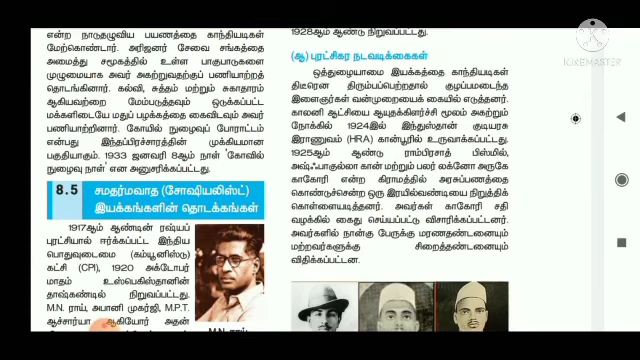 என்ற நாடுதழுவிய பயணத்தை காந்தியடிகள்
மேற்கொண்டார். அரிஜனர் சேவை சங்கத்தை
அமைத்து சமூகத்தில் உள்ள பாகுபாடுகளை
முழுமையாக அவர் அகற்றுவதற்குப் பணியாற்றத்
தொடங்கினார். கல்வி, சுத்தம் மற்றும் சுகாதாரம்
ஆகியவற்றை மேம்படுத்தவும் ஒடுக்கப்பட்ட
மக்களிடையே மதுப் பழக்கத்தை கைவிடவும் அவர்
பணியாற்றினார். கோயில் நுழைவுப் போராட்டம்
என்பது இந்தப்பிரச்சாரத்தின் முக்கியமான
பகுதியாகும். 1933 ஜனவரி 8ஆம் நாள் 'கோவில்
நுழைவு நாள்' என அனுசரிக்கப்பட்டது.
8.5 சமதர்மவாத (சோஷியலிஸ்ட்)
இயக்கங்களின் தொடக்கங்கள்
1917ஆம் ஆண்டின் ரஷ்யப்
புரட்சியால் ஈர்க்கப்பட்ட இந்திய
பொதுவுடைமை (கம்யூனிஸ்டு)
கட்சி (CPI), 1920 அக்டோபர்
மாதம் உஸ்பெகிஸ்தானின்
தாஷ்கண்டில் நிறுவப்பட்டது.
M.N. ராய், அபானி முகர்ஜி, M.P.T.
ஆச்சார்யா ஆகியோர் அதன்
M.N. ராய்
1928ஆம் ஆண்டு நிறுவப்பட்டது.
(ஆ) புரட்சிகர நடவடிக்கைகள்
ஒத்துழையாமை இயக்கத்தை காந்தியடிகள்
திடீரென திரும்பப்பெற்றதால் குழப்பமடைந்த
இளைஞர்கள் வன்முறையைக் கையில் எடுத்தனர்.
காலனி ஆட்சியை ஆயுதக்கிளர்ச்சி மூலம் அகற்றும்
நோக்கில் 1924இல் இந்துஸ்தான் குடியரசு
இராணுவம் (HRA) கான்பூரில் உருவாக்கப்பட்டது.
1925ஆம் ஆண்டு ராம்பிரசாத் பிஸ்மில்,
அஷ்ஃபாகுல்லா கான் மற்றும் பலர் லக்னோ அருகே
காகோரி என்ற கிராமத்தில் அரசுப்பணத்தை
கொண்டுச்சென்ற ஒரு இரயில்வண்டியை நிறுத்திக்
கொள்ளையடித்தனர். அவர்கள் காகோரி சதி
வழக்கில் கைது செய்யப்பட்டு விசாரிக்கப்பட்டனர்.
அவர்களில் நான்கு பேருக்கு மரணதண்டனையும்
மற்றவர்களுக்கு சிறைத்தண்டனையும்
விதிக்கப்பட்டன.
KINEMASTER